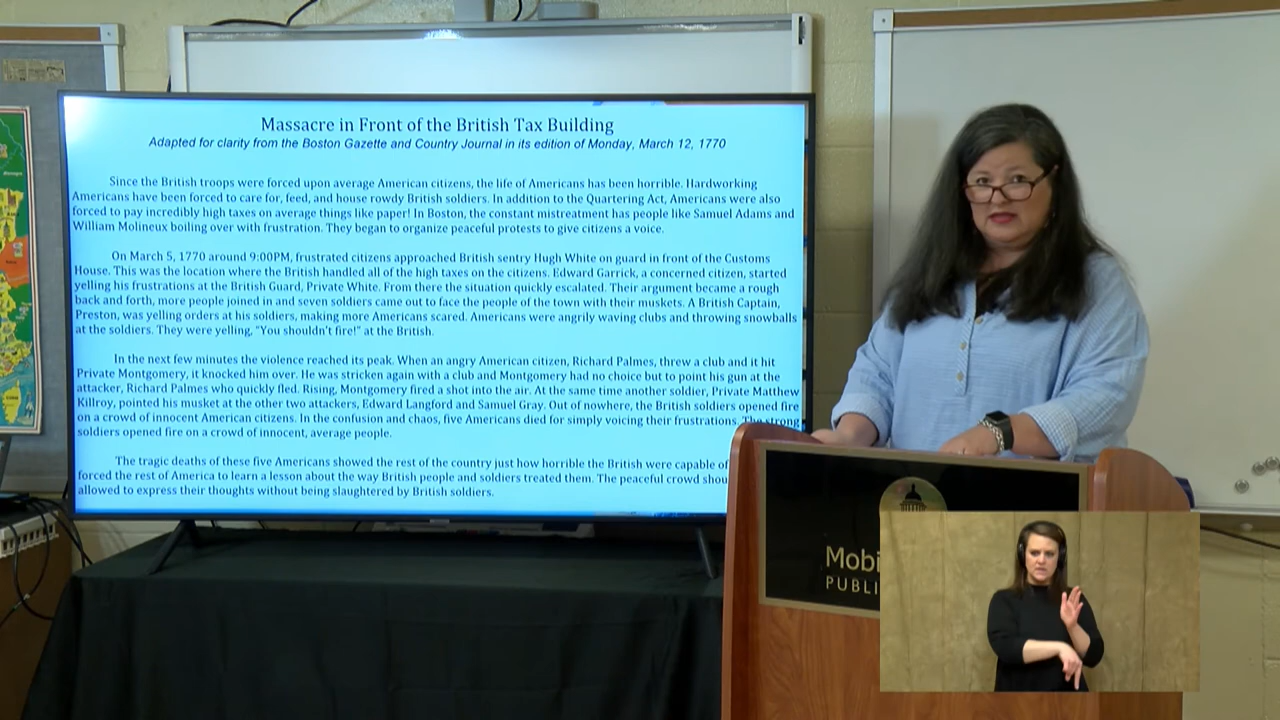 Massacre in Front of the British Tax Building
Adapted for clarity from the Boston Gazette and Country Journal in its edition of Monday, March 12, 1770
Since the British troops were forced upon average American citizens, the life of Americans has been horrible. Hardworking
Americans have been forced to care for, feed, and house rowdy British soldiers. In addition to the Quartering Act, Americans were also
forced to pay incredibly high taxes on average things like paper! In Boston, the constant mistreatment has people like Samuel Adams and
William Molineux boiling over with frustration. They began to organize peaceful protests to give citizens a voice.
On March 5, 1770 around 9:00PM, frustrated citizens approached British sentry Hugh White on guard in front of the Customs
House. This was the location where the British handled all of the high taxes on the citizens. Edward Garrick, a concerned citizen, started
yelling his frustrations at the British Guard, Private White. From there the situation quickly escalated. Their argument became a rough
back and forth, more people joined in and seven soldiers came out to face the people of the town with their muskets. A British Captain,
Preston, was yelling orders at his soldiers, making more Americans scared. Americans were angrily waving clubs and throwing snowballs
at the soldiers. They were yelling, "You shouldn't fire!" at the British.
In the next few minutes the violence reached its peak. When an angry American citizen, Richard Palmes, threw a club and it hit
Private Montgomery, it knocked him over. He was stricken again with a club and Montgomery had no choice but to point his gun at the
attacker, Richard Palmes who quickly fled. Rising, Montgomery fired a shot into the air. At the same time another soldier, Private Matthew
Killroy, pointed his musket at the other two attackers, Edward Langford and Samuel Gray. Out of nowhere, the British soldiers opened fire
on a crowd of innocent American citizens. In the confusion and chaos, five Americans died for simply voicing their frustrations. The strong
soldiers opened fire on a crowd of innocent, average people.
The tragic deaths of these five Americans showed the rest of the country just how horrible the British were capable of
forced the rest of America to learn a lesson about the way British people and soldiers treated them. The peaceful crowd shou
allowed to express their thoughts without being slaughtered by British soldiers.
Mobi
PUBLI